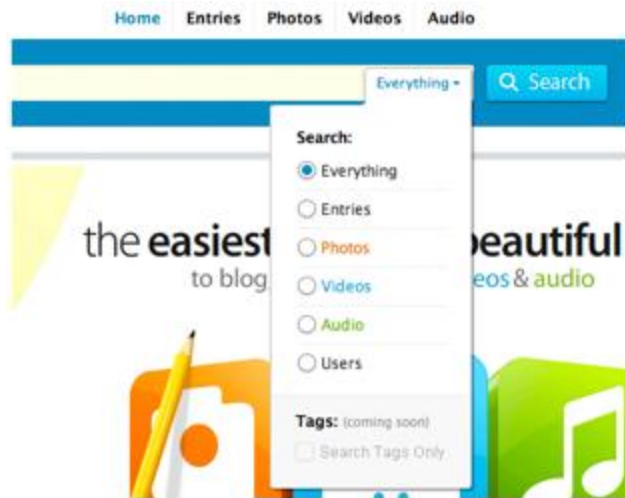 Home Entries Photos Videos Audio
Everything
Search
Search:
Everything
Entries
Photos
Videos
Audio
Users
Tags: (coming soon)
Search Tags Only
the easiest eautiful
to blog eos & audio